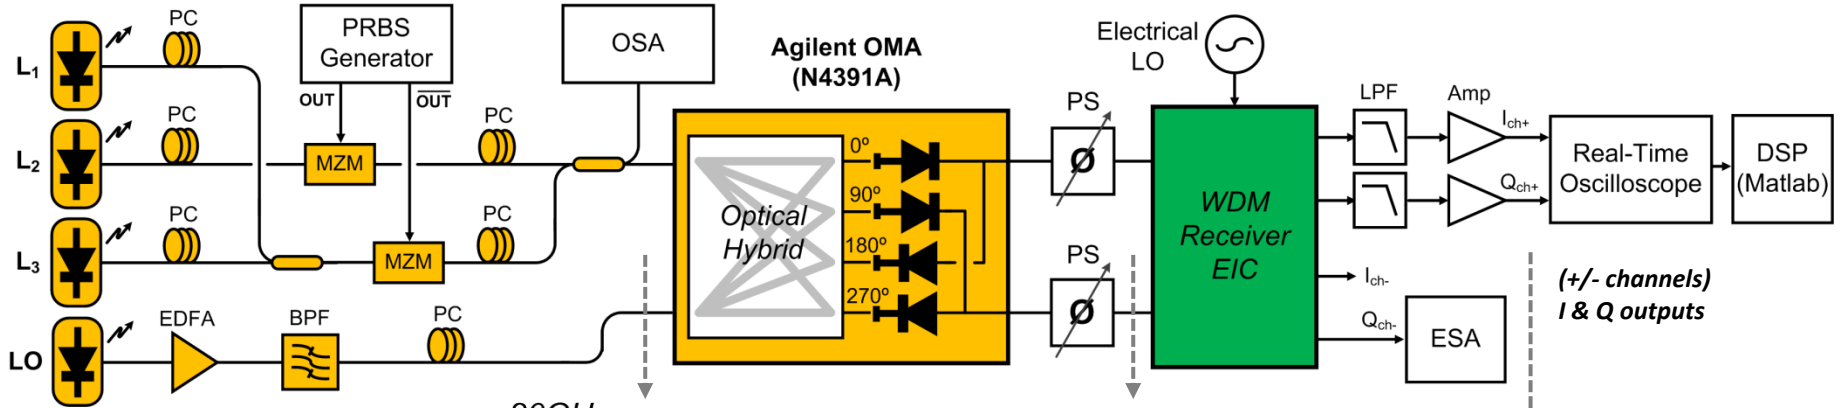 PC
PRBS
Generator
OSA
Agilent OMA
(N4391A)
Electrical
LO
L1
OUT
OUT
PC
PC
PS
LPF
Amp
Ich+
L2
MZM
0º
Ø
Real-Time
Oscilloscope
DSP
(Matlab)
90º
Optical
Hybrid
WDM
Receiver
EIC
Qch+
PC
PC
L3
MZM
180º
270º
PS
Ø
Ich-
(+/- channels)
I & Q outputs
Qch-
ESA
EDFA
BPF
PC
LO